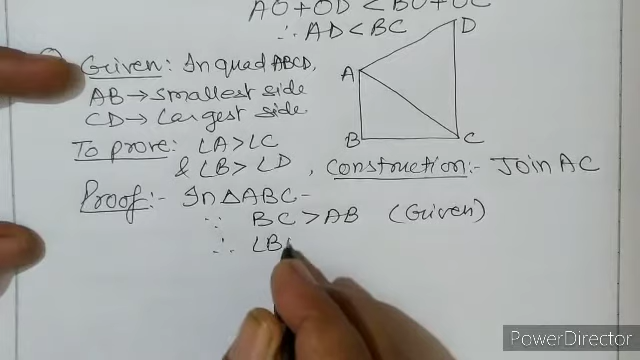 AO+OD < BO+OC
∴ AD < BC
Given: In quad ABCD,
AB → smallest side
CD → Largest side
To prove: ∠A > ∠C
& ∠B > ∠D, Construction:- Join AC
Proof:- In △ABC-
∵ BC > AB (Given)
∴ ∠B
A
B
C
D
PowerDirector